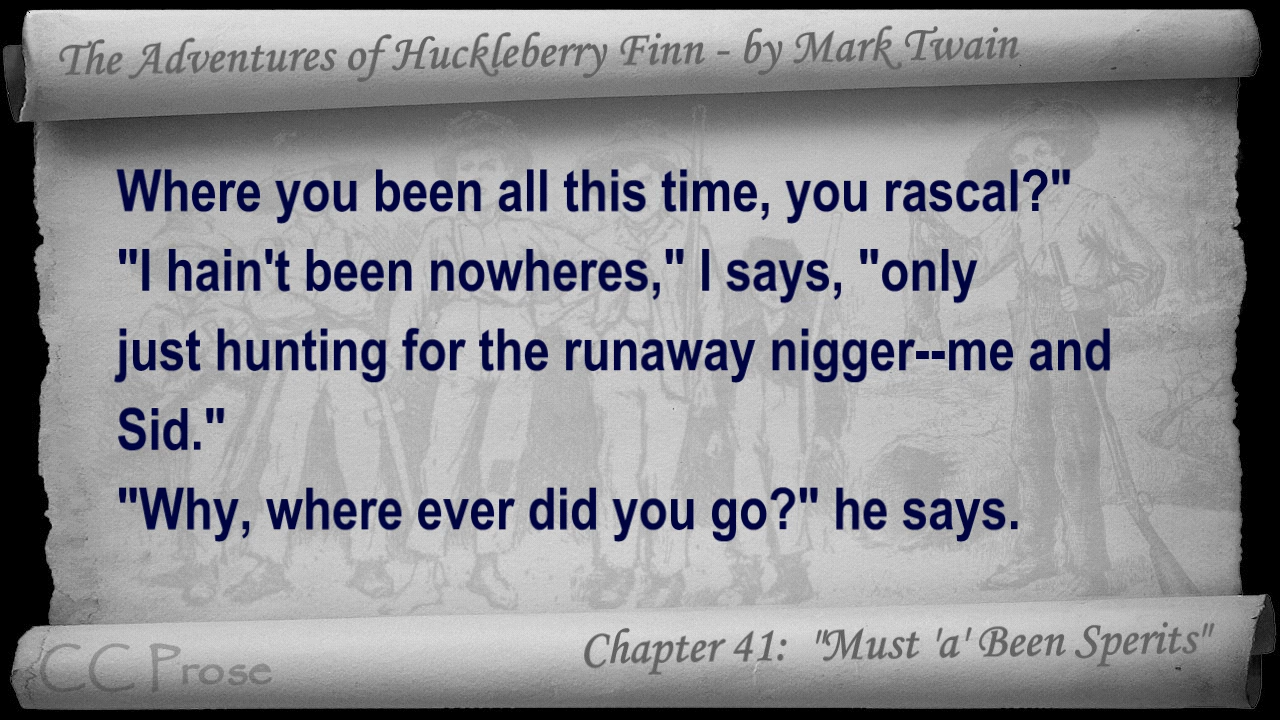 The Adventures of Huckleberry Finn - by Mark Twain
Where you been all this time, you rascal?"
"I hain't been nowheres," I says, "only
just hunting for the runaway nigger--me and
Sid."
"Why, where ever did you go?" he says.
Chapter 41: "Must 'a' Been Sperits"
CC Prose